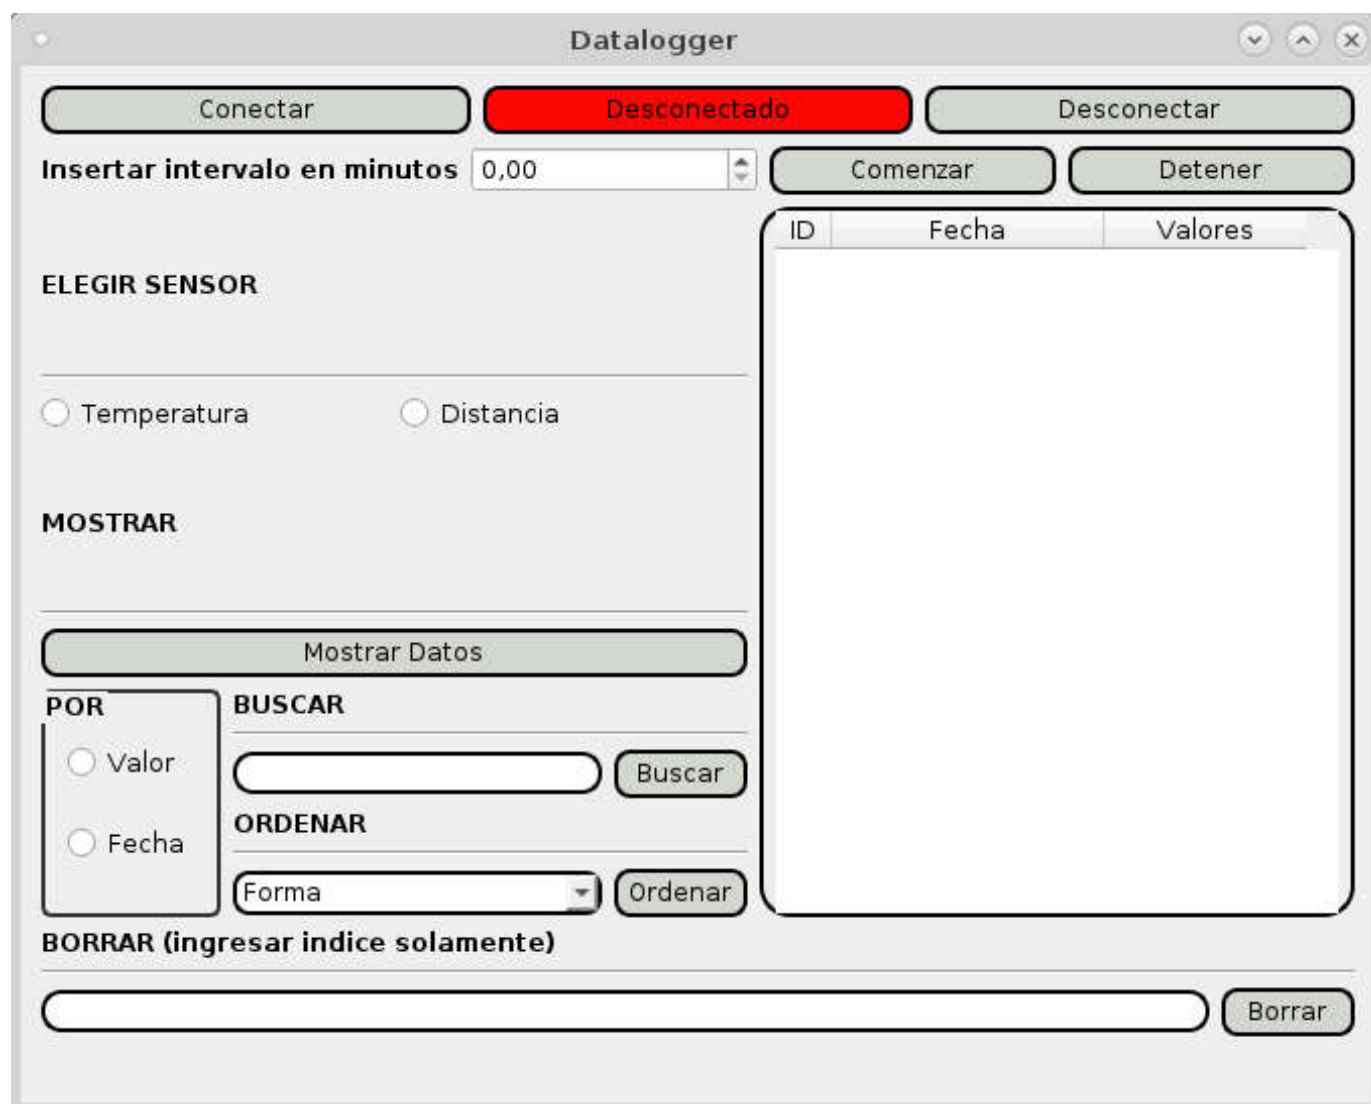 Datalogger
Conectar Desconectado Desconectar
Insertar intervalo en minutos 0,00 Comenzar Detener
ID Fecha Valores
ELEGIR SENSOR
Temperatura Distancia
MOSTRAR
Mostrar Datos
POR BUSCAR
Valor Buscar
ORDENAR
Fecha
Forma Ordenar
BORRAR (ingresar indice solamente)
Borrar